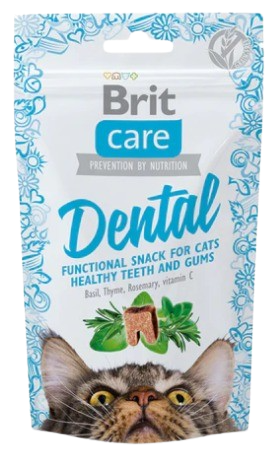 Brit
care
PREVENTION BY NUTRITION
Dental
FUNCTIONAL SNACK FOR CATS
HEALTHY TEETH AND GUMS
Basil, Thyme, Rosemary, vitamin C